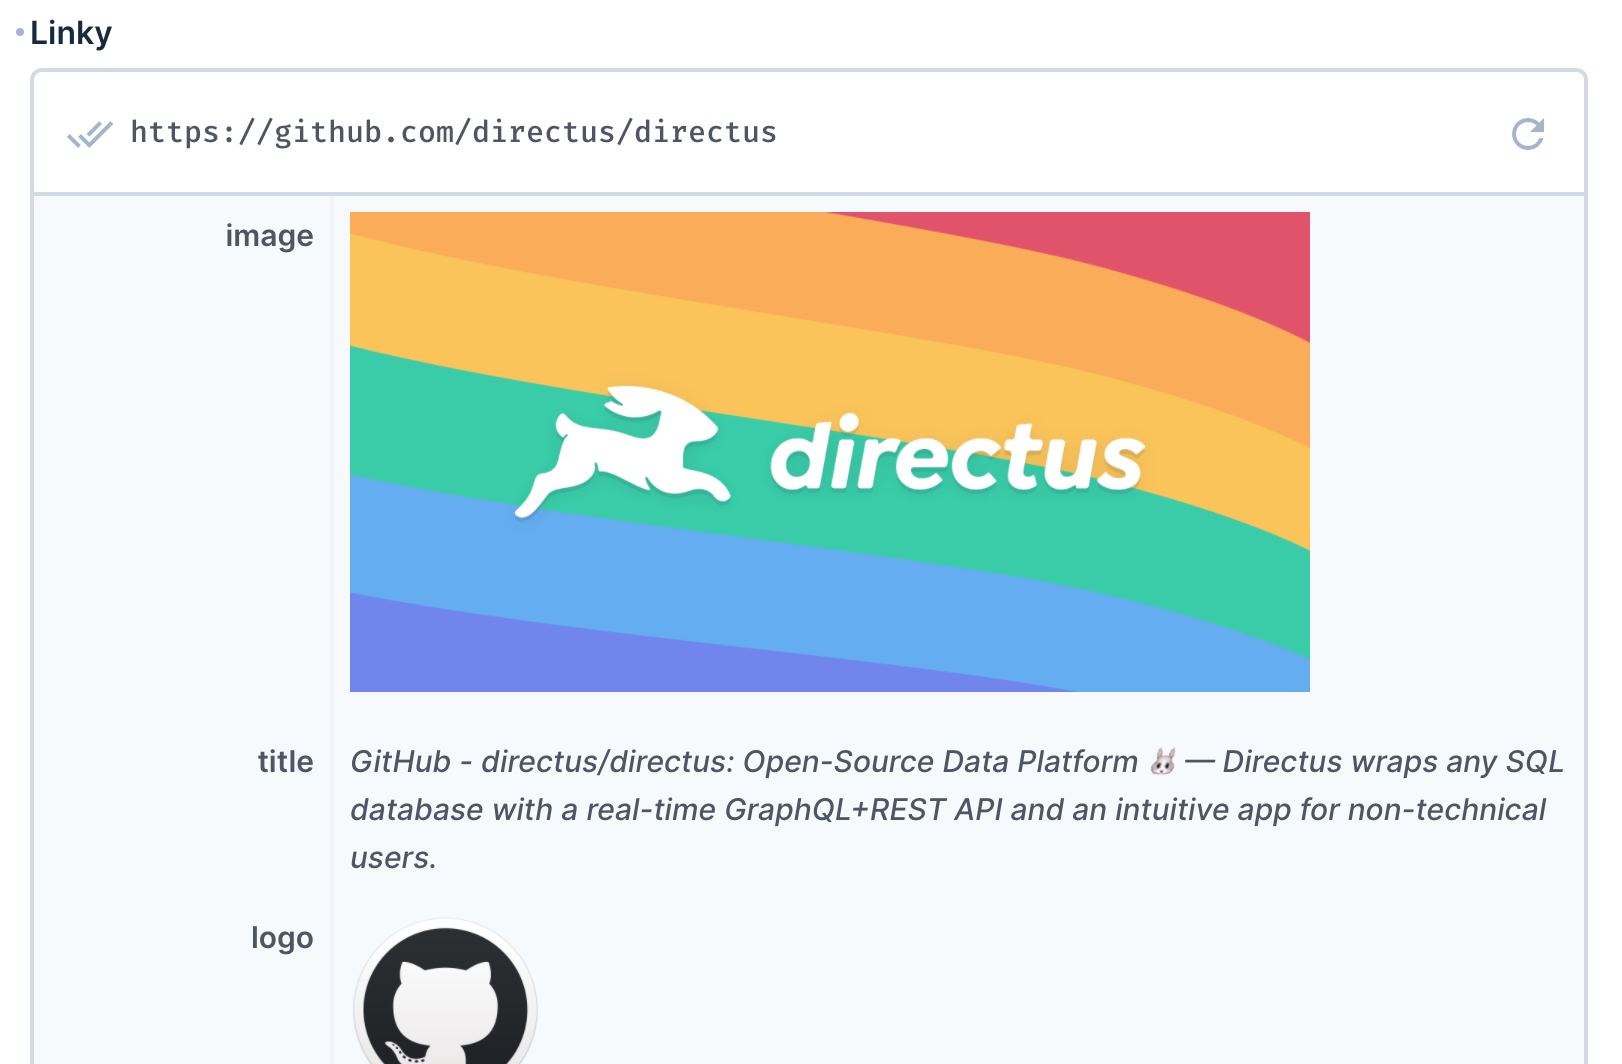 Linky
https://github.com/directus/directus
image
directus
title
GitHub - directus/directus: Open-Source Data Platform 🐰 — Directus wraps any SQL
database with a real-time GraphQL+REST API and an intuitive app for non-technical
users.
logo